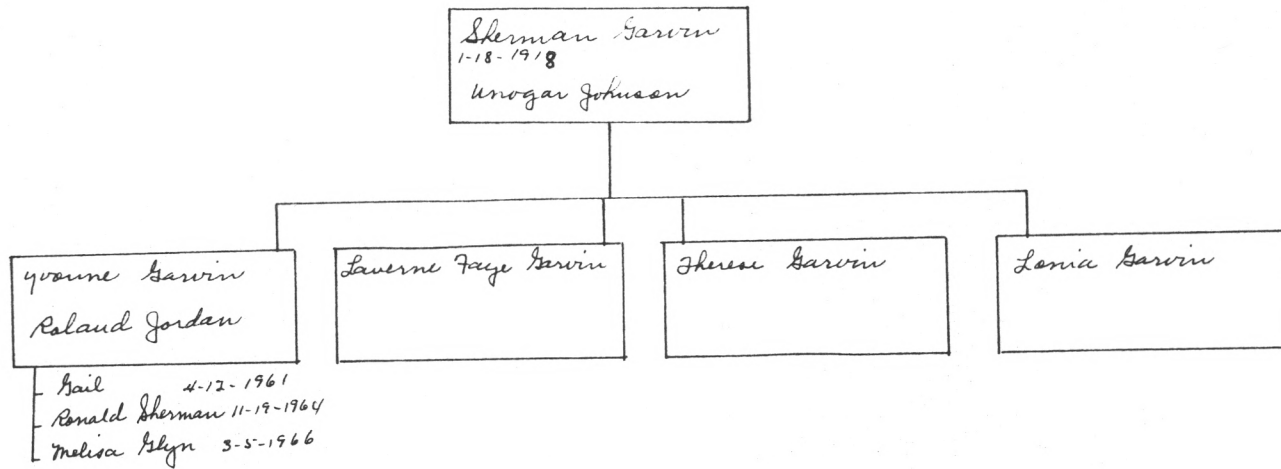 Sherman Garvin
1-18-1918
Unogar Johnson
Yvonne Garvin
Roland Jordan
Laverne Faye Garvin
Therese Garvin
Lonia Garvin
Gail 4-12-1961
Ronald Sherman 11-19-1964
Melisa Glyn 3-5-1966